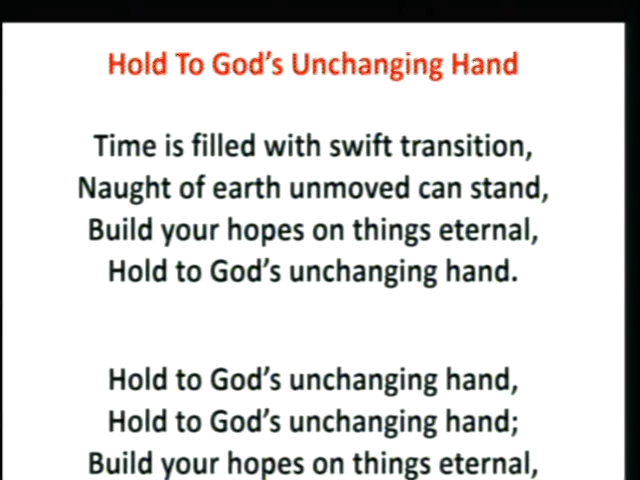 Hold To God's Unchanging Hand
Time is filled with swift transition,
Naught of earth unmoved can stand,
Build your hopes on things eternal,
Hold to God's unchanging hand.
Hold to God's unchanging hand,
Hold to God's unchanging hand;
Build your hopes on things eternal,